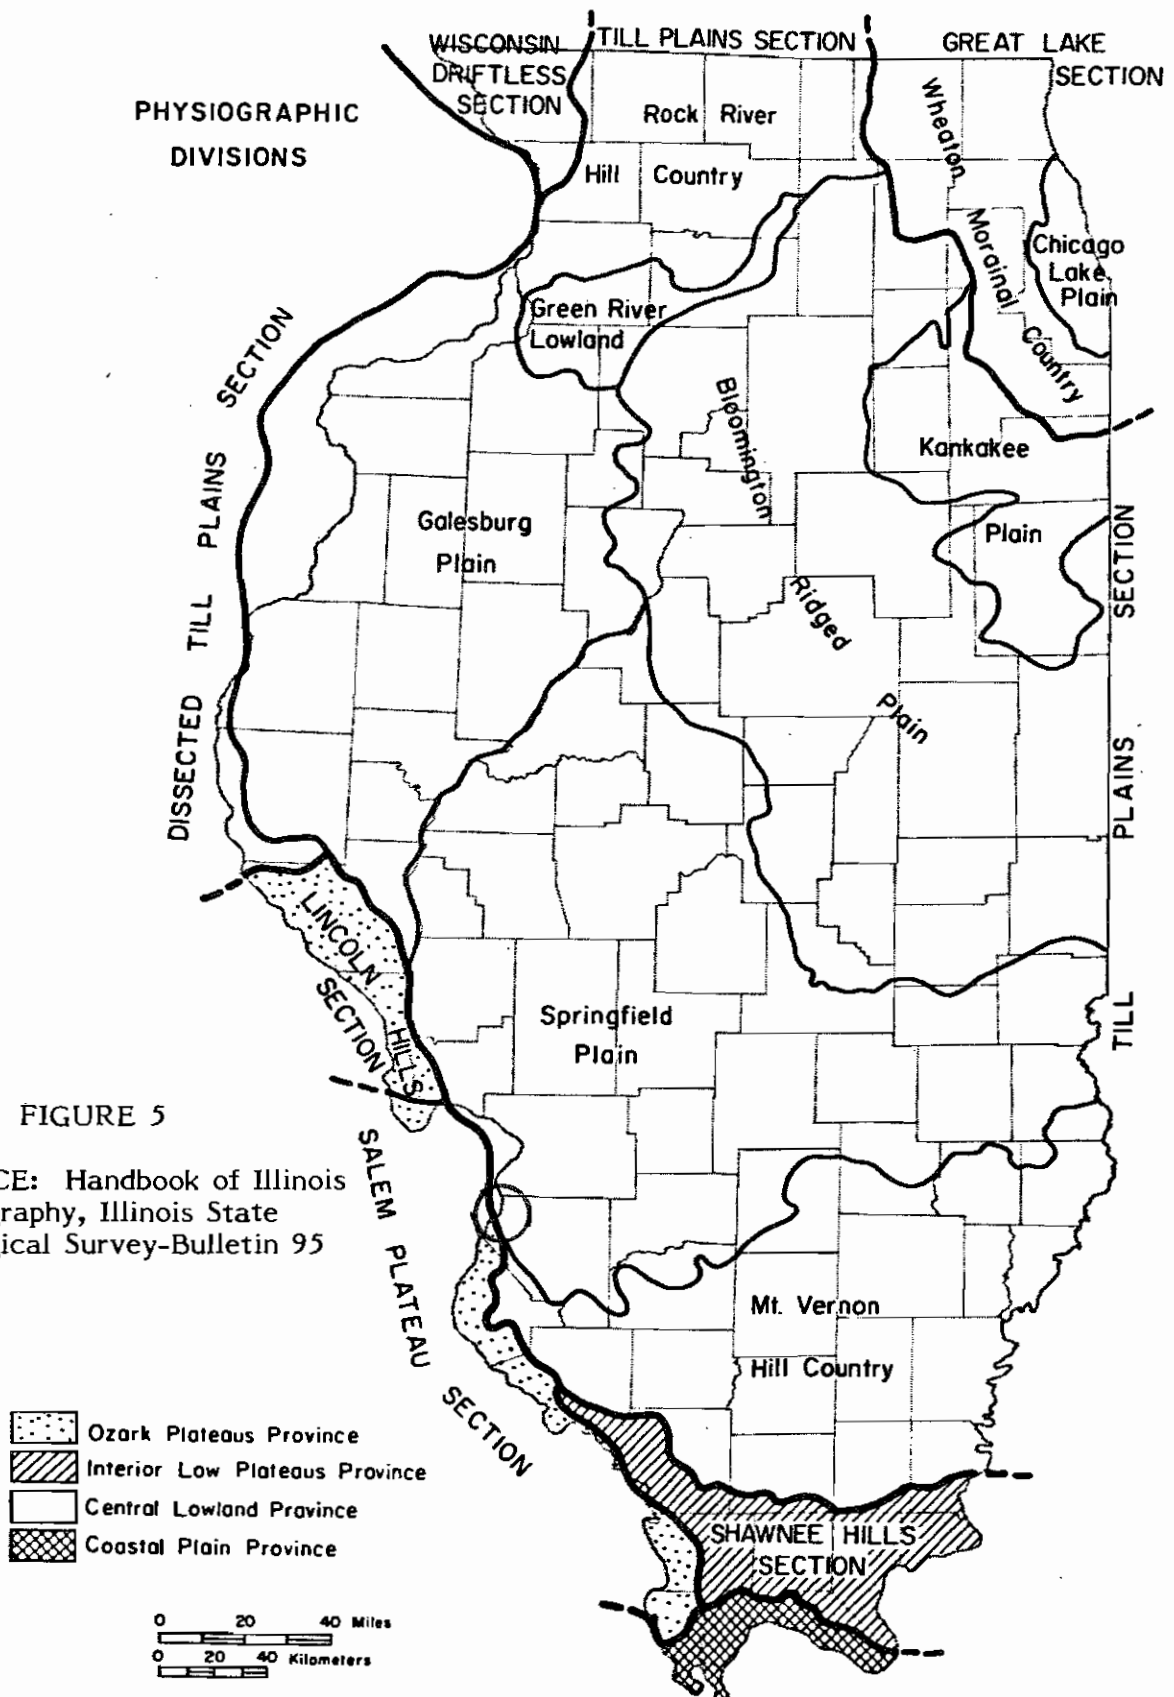 WISCONSIN
DRIFTLESS
SECTION
TILL PLAINS SECTION
GREAT LAKE
SECTION
PHYSIOGRAPHIC
DIVISIONS
Rock River
Hill Country
Wheaton
Morainal
Country
Chicago
Lake
Plain
Green River
Lowland
DISSECTED TILL PLAINS SECTION
Bloomington
Ridged
Plain
Kankakee
Plain
Galesburg
Plain
TILL PLAINS SECTION
LINCOLN
HILLS
SECTION
Springfield
Plain
FIGURE 5
CE: Handbook of Illinois
raphy, Illinois State
ical Survey-Bulletin 95
SALEM PLATEAU SECTION
Mt. Vernon
Hill Country
Ozark Plateaus Province
Interior Low Plateaus Province
Central Lowland Province
Coastal Plain Province
SHAWNEE HILLS
SECTION
0 20 40 Miles
0 20 40 Kilometers